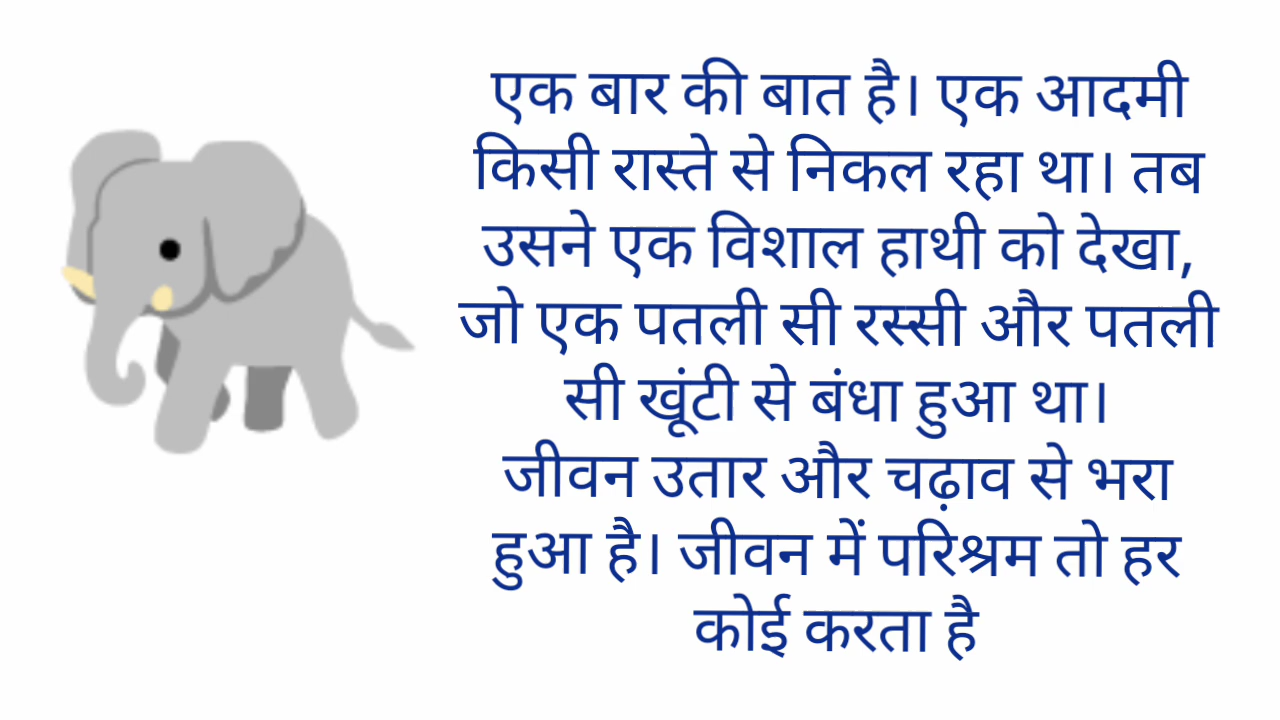 एक बार की बात है। एक आदमी
किसी रास्ते से निकल रहा था। तब
उसने एक विशाल हाथी को देखा,
जो एक पतली सी रस्सी और पतली
सी खूंटी से बंधा हुआ था।
जीवन उतार और चढ़ाव से भरा
हुआ है। जीवन में परिश्रम तो हर
कोई करता है